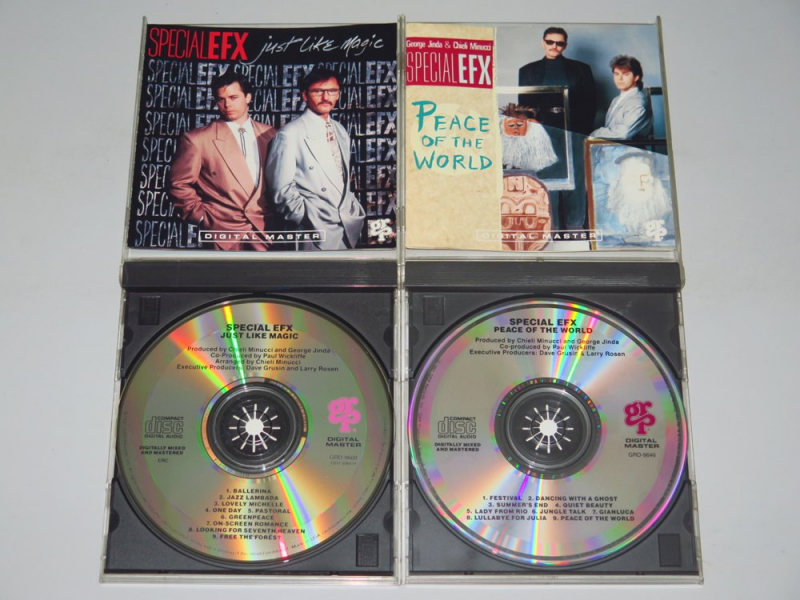 SPECIAL EFX just like magic
SPECIAL EFX SPECIAL EFX SPECIAL EFX
DIGITAL MASTER
grp
George Jinda & Chieli Minucci
SPECIAL EFX
PEACE
OF THE
WORLD
DIGITAL MASTER
grp
SPECIAL EFX
JUST LIKE MAGIC
Produced by Chieli Minucci and George Jinda
Co-Produced by Paul Wickliffe
Arranged by Chieli Minucci
Executive Producers: Dave Grusin and Larry Rosen
COMPACT
disc
DIGITAL AUDIO
DIGITALLY MIXED
AND MASTERED
grp
DIGITAL
MASTER
1. BALLERINA
2. JAZZ LAMBADA
3. LOVELY MICHELLE
4. ONE DAY 5. PASTORAL
6. GREENPEACE
7. ON-SCREEN ROMANCE
8. LOOKING FOR SEVENTH HEAVEN
9. FREE THE FOREST
SPECIAL EFX
PEACE OF THE WORLD
Produced by Chieli Minucci and George Jinda
Co-produced by Paul Wickliffe
Executive Producers: Dave Grusin & Larry Rosen
COMPACT
disc
DIGITAL AUDIO
DIGITALLY MIXED
AND MASTERED
grp
DIGITAL
MASTER
GRD-9640
1. FESTIVAL 2. DANCING WITH A GHOST
3. SUMMER'S END 4. QUIET BEAUTY
5. LADY FROM RIO 6. JUNGLE TALK 7. GIANLUCA
8. LULLABYE FOR JULIA 9. PEACE OF THE WORLD